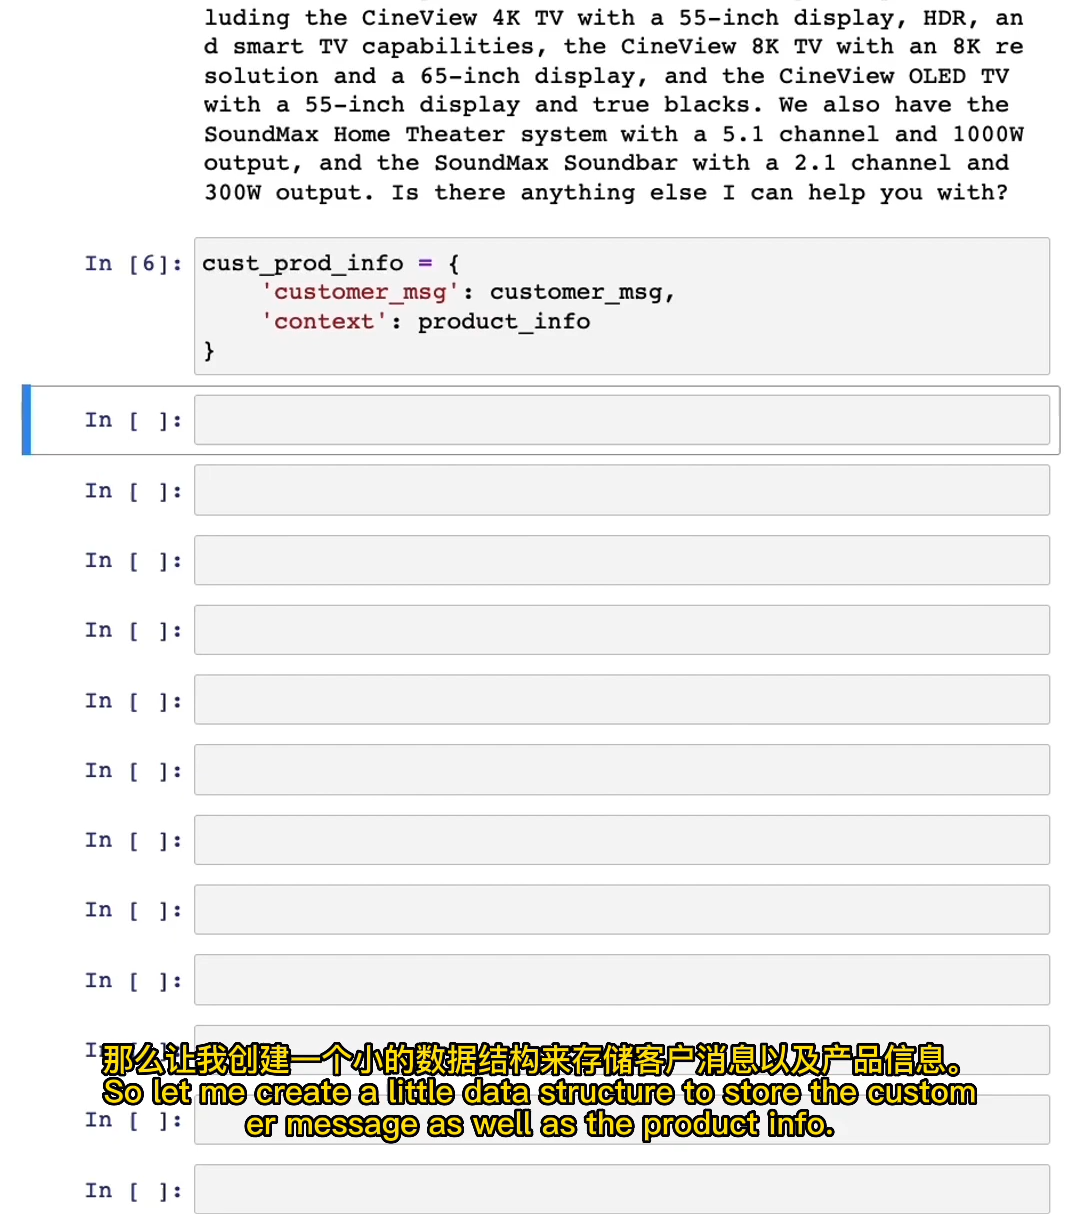 luding the CineView 4K TV with a 55-inch display, HDR, an
d smart TV capabilities, the CineView 8K TV with an 8K re
solution and a 65-inch display, and the CineView OLED TV
with a 55-inch display and true blacks. We also have the
SoundMax Home Theater system with a 5.1 channel and 1000W
output, and the SoundMax Soundbar with a 2.1 channel and
300W output. Is there anything else I can help you with?
In [6]: cust_prod_info = {
'customer_msg': customer_msg,
'context': product_info
}
In [ ]:
In [ ]:
In [ ]:
In [ ]:
In [ ]:
In [ ]:
In [ ]:
In [ ]:
In [ ]:
那么让我创建一个小的数据结构来存储客户消息以及产品信息。
So let me create a little data structure to store the custom
er message as well as the product info.
In [ ]:
In [ ]: